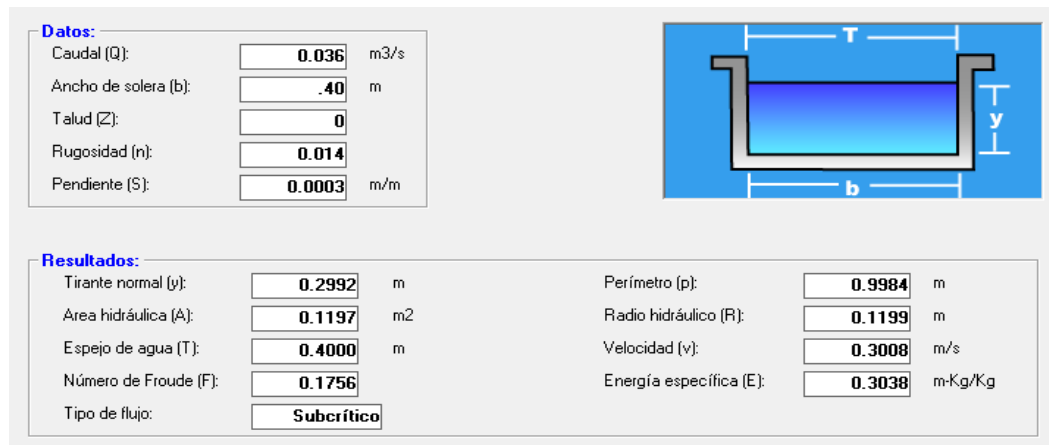 Datos:
Caudal (Q): 0.036 m3/s
Ancho de solera (b): .40 m
Talud (Z): 0
Rugosidad (n): 0.014
Pendiente (S): 0.0003 m/m
T
y
b
Resultados:
Tirante normal (y): 0.2992 m Perímetro (p): 0.9984 m
Area hidráulica (A): 0.1197 m2 Radio hidráulico (R): 0.1199 m
Espejo de agua (T): 0.4000 m Velocidad (v): 0.3008 m/s
Número de Froude (F): 0.1756 Energía específica (E): 0.3038 m-Kg/Kg
Tipo de flujo: Subcrítico